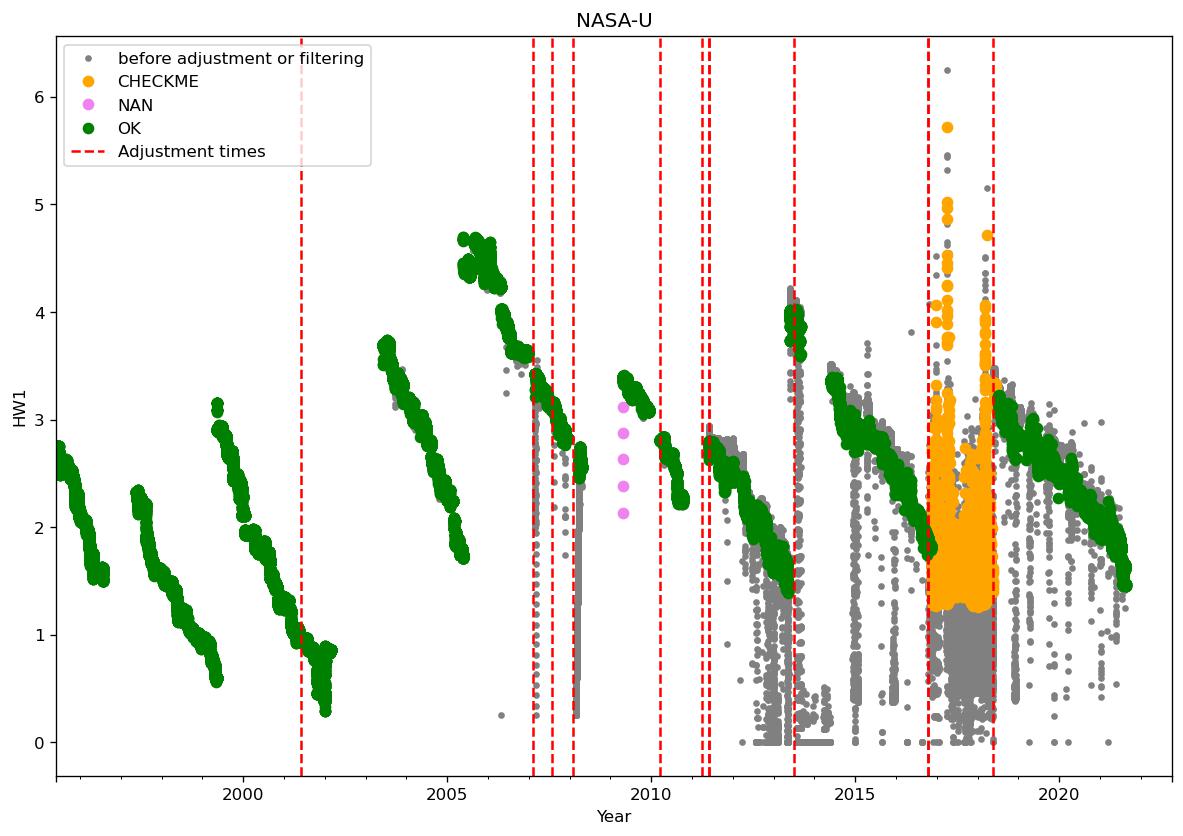 NASA-U
before adjustment or filtering
CHECKME
NAN
OK
Adjustment times
HW1
6
5
4
3
2
1
0
2000 2005 2010 2015 2020
Year